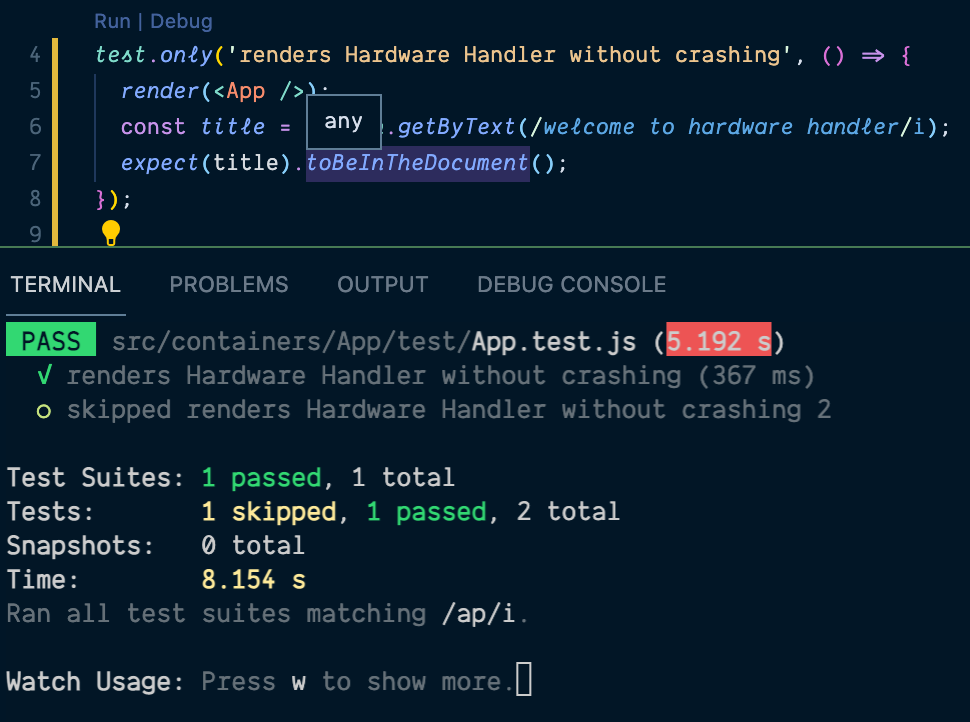 Run | Debug
4 test.only('renders Hardware Handler without crashing', () => {
5 render(<App />);
6 const title = any .getByText(/welcome to hardware handler/i);
7 expect(title).toBeInTheDocument();
8 });
9
TERMINAL PROBLEMS OUTPUT DEBUG CONSOLE
PASS src/containers/App/test/App.test.js (5.192 s)
√ renders Hardware Handler without crashing (367 ms)
○ skipped renders Hardware Handler without crashing 2
Test Suites: 1 passed, 1 total
Tests: 1 skipped, 1 passed, 2 total
Snapshots: 0 total
Time: 8.154 s
Ran all test suites matching /ap/i.
Watch Usage: Press w to show more.